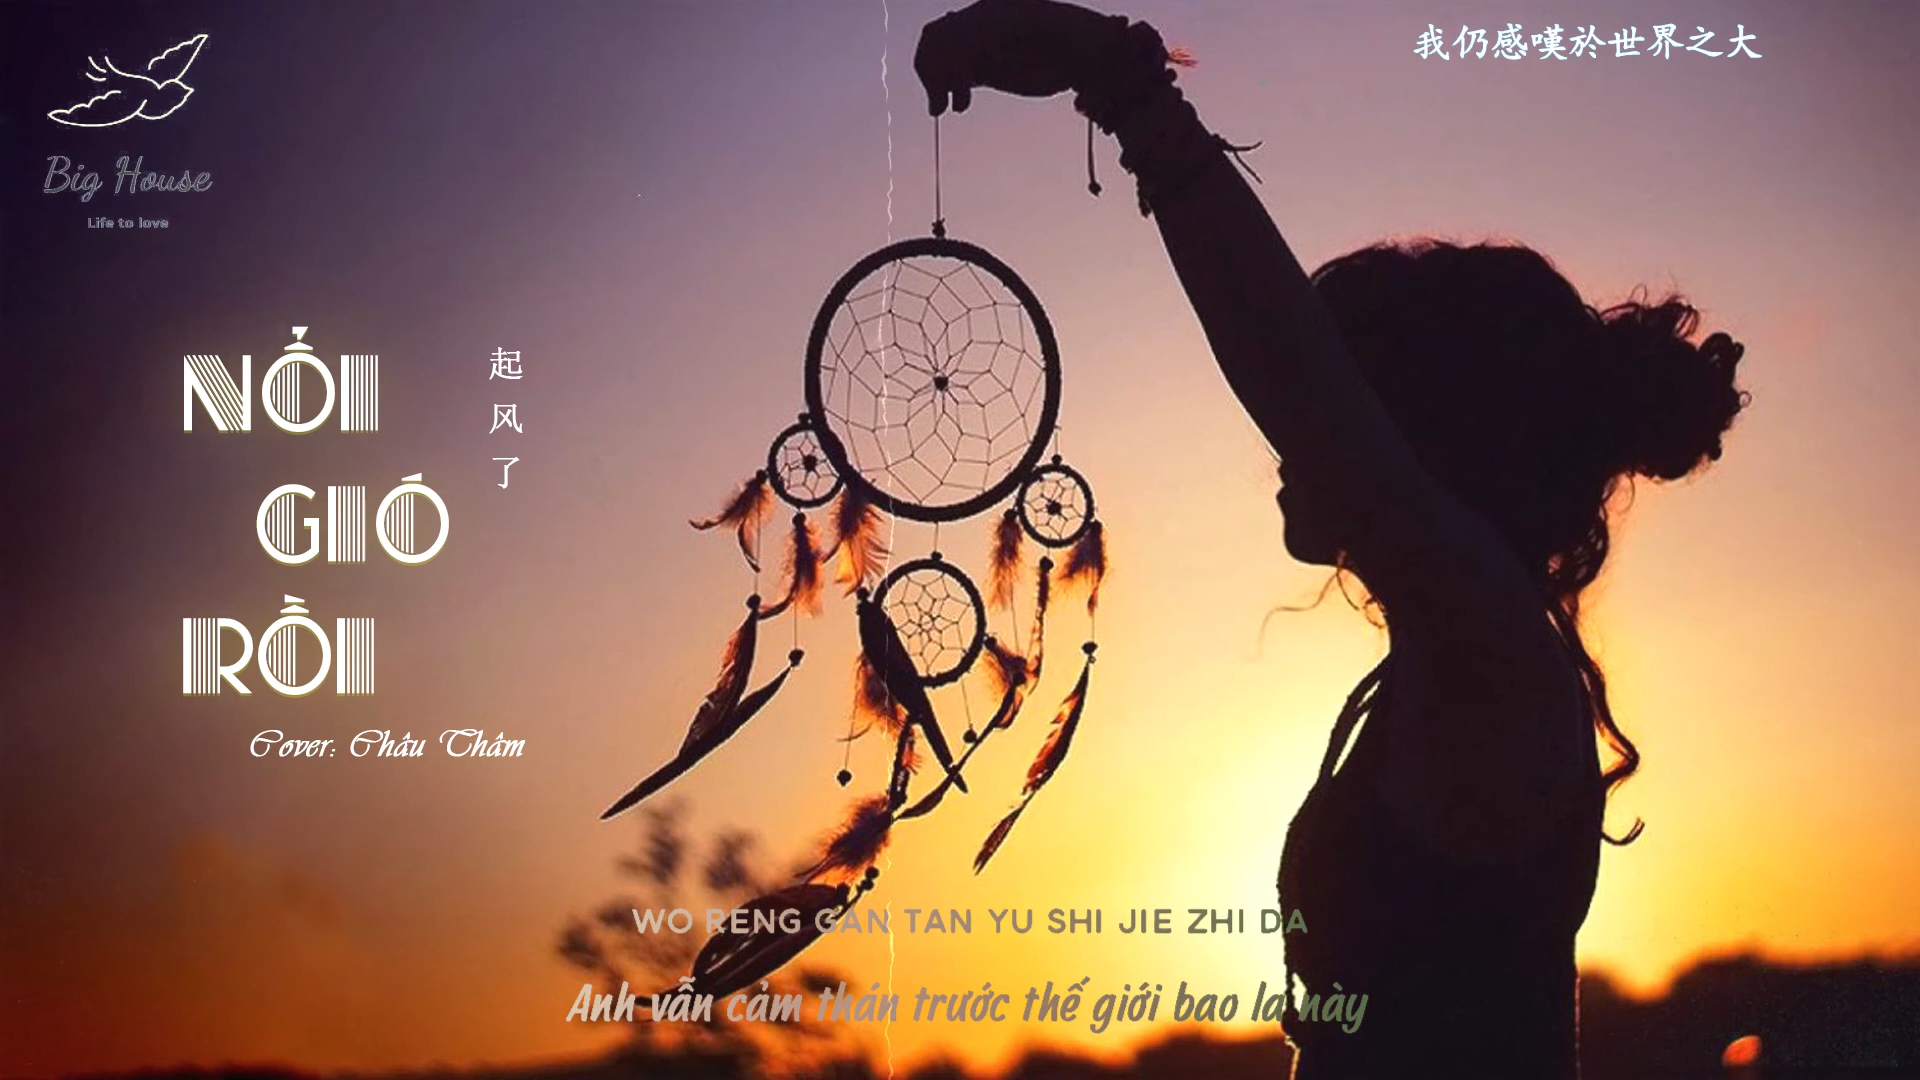 Big House
Life to love
我仍感嘆於世界之大
NỔI
GIÓ
RỒI
起风了
Cover: Châu Thâm
WO RENG GAN TAN YU SHI JIE ZHI DA
Anh vẫn cảm thán trước thế giới bao la này